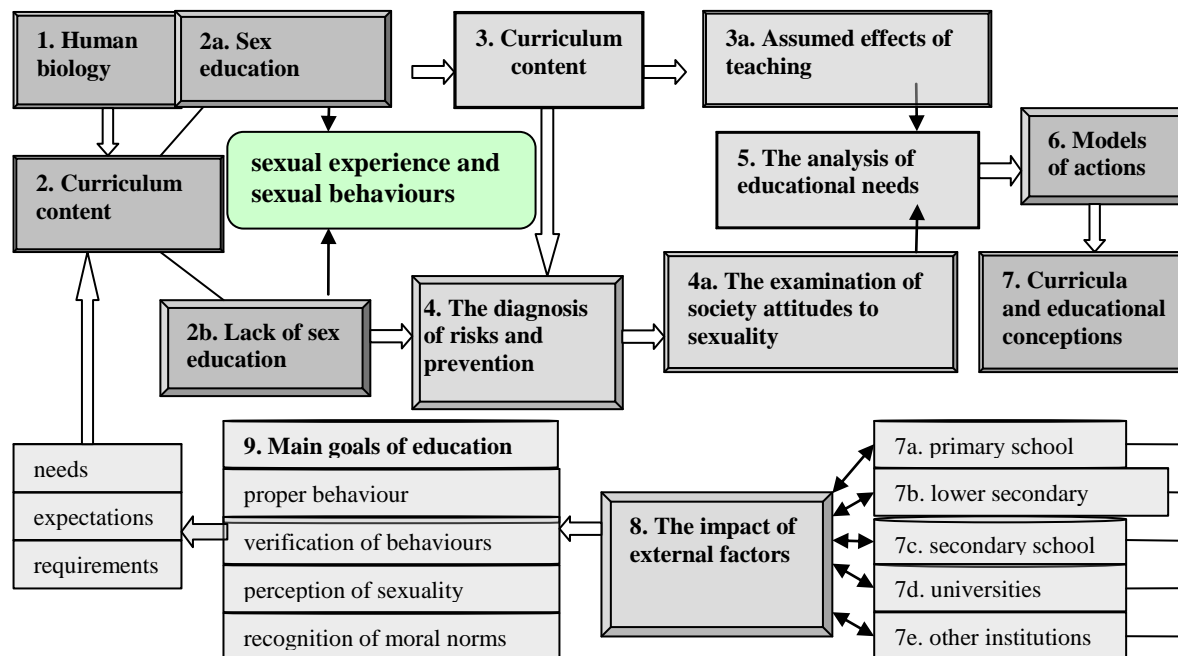 1. Human
biology
2a. Sex
education
3. Curriculum
content
3a. Assumed effects of
teaching
sexual experience and
sexual behaviours
2. Curriculum
content
5. The analysis of
educational needs
6. Models
of actions
2b. Lack of sex
education
4. The diagnosis
of risks and
prevention
4a. The examination of
society attitudes to
sexuality
7. Curricula
and educational
conceptions
needs
expectations
requirements
9. Main goals of education
proper behaviour
verification of behaviours
perception of sexuality
recognition of moral norms
8. The impact of
external factors
7a. primary school
7b. lower secondary
7c. secondary school
7d. universities
7e. other institutions